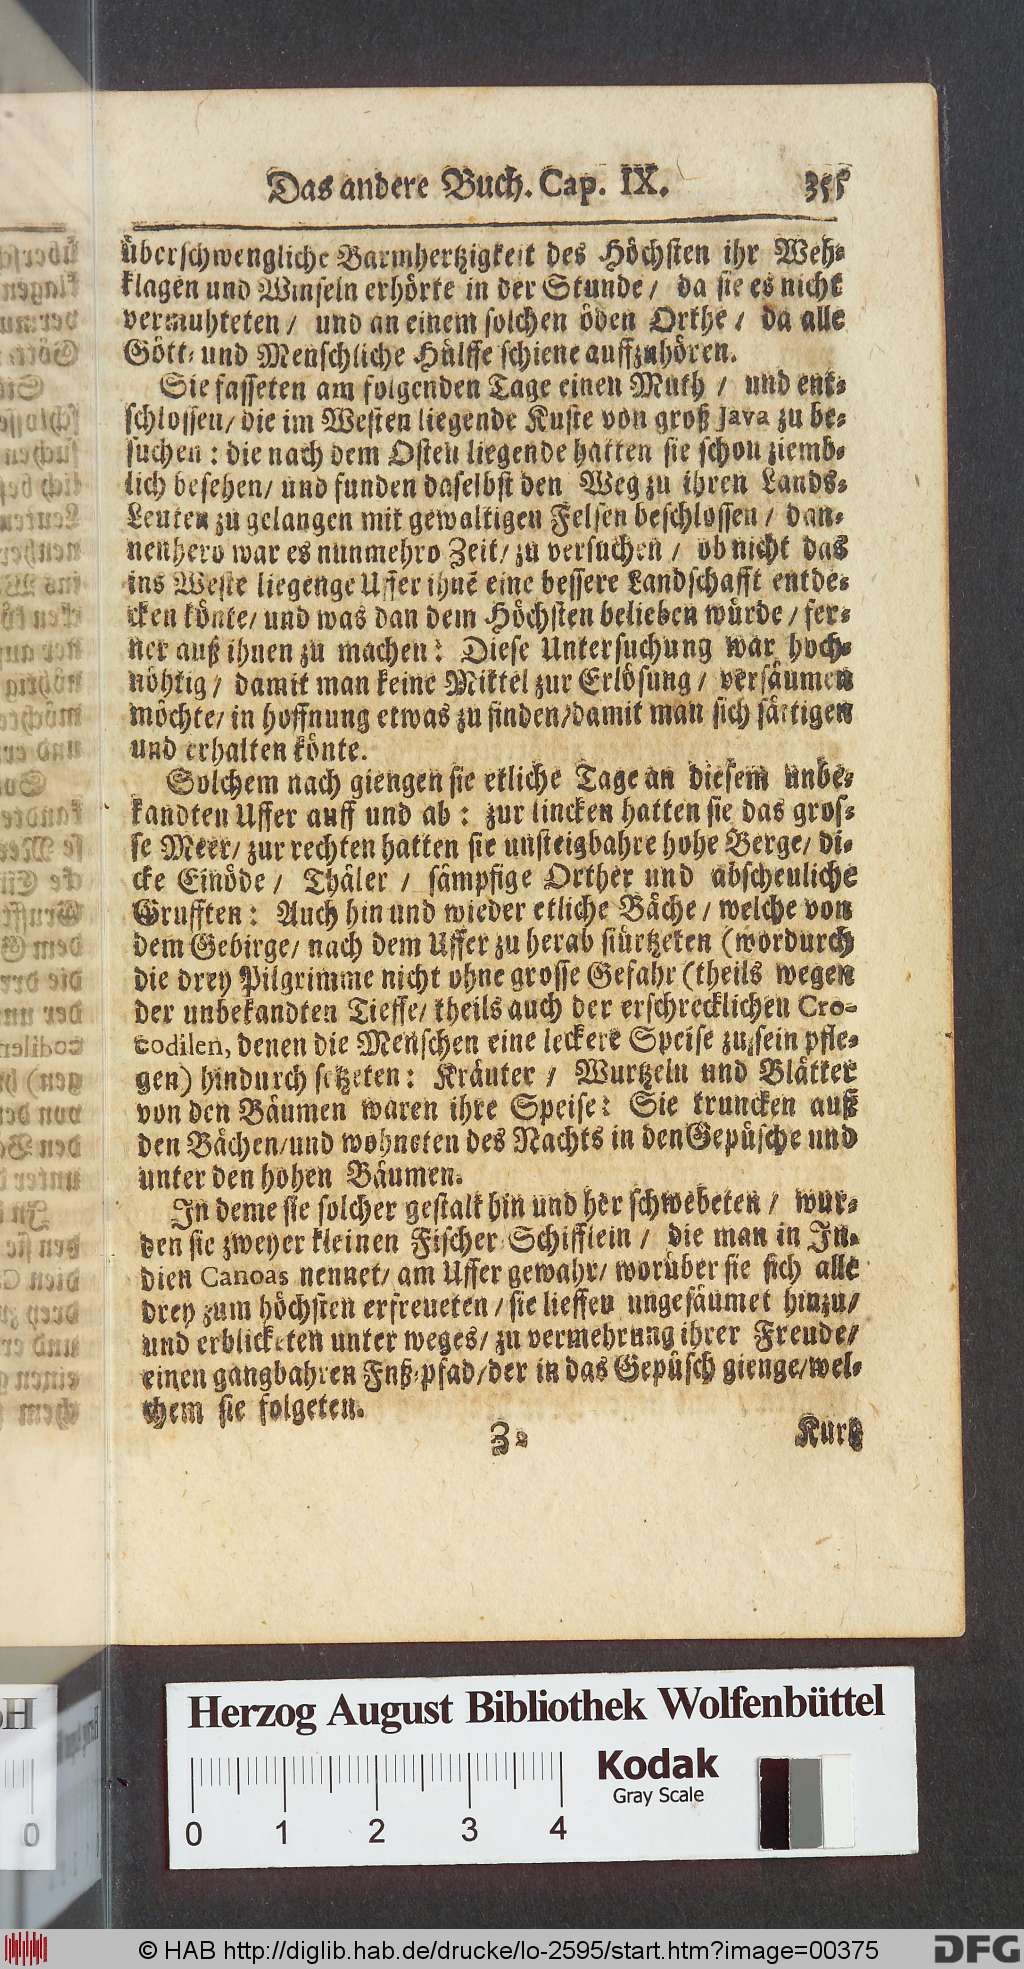 Das andere Buch. Cap. IX. 355
überschwengliche Barmhertzigkeit des Höchsten ihr Weh-
klagen und Winseln erhörte in der Stunde / da sie es nicht
vermuhteten / und an einem solchen öden Orthe / da alle
Gött- und Menschliche Hülffe schiene auffzuhören.
Sie fasseten am folgenden Tage einen Muth / und ent-
schlossen / die im Westen liegende Kuste von groß Java zu be-
suchen : die nach dem Osten liegende hatten sie schon ziemb-
lich besehen / und funden daselbst den Weg zu ihren Lands-
Leuten zu gelangen mit gewaltigen Felsen beschlossen / dan-
nenhero war es nunmehro Zeit / zu versuchen / ob nicht das
ins Weste liegenge Uffer ihnē eine bessere Landschafft entde-
cken könte / und was dan dem Höchsten belieben würde / fer-
ner auß ihnen zu machen : Diese Untersuchung war hoch-
nöhtig / damit man keine Mittel zur Erlösung / versäumen
möchte / in hoffnung etwas zu finden / damit man sich sättigen
und erhalten könte.
Solchem nach giengen sie etliche Tage an diesem unbe-
kandten Uffer auff und ab : zur lincken hatten sie das gros-
se Meer / zur rechten hatten sie unsteigbahre hohe Berge / di-
cke Einöde / Thäler / sämpfige Orther und abscheuliche
Grufften : Auch hin und wieder etliche Bäche / welche von
dem Gebirge / nach dem Uffer zu herab stürtzeten (wordurch
die drey Pilgrimme nicht ohne grosse Gefahr (theils wegen
der unbekandten Tieffe / theils auch der erschrecklichen Cro-
codilen, denen die Menschen eine leckere Speise zu sein pfle-
gen) hindurch setzeten : Kräuter / Wurtzeln und Blätter
von den Bäumen waren ihre Speise : Sie truncken auß
den Bächen / und wohneten des Nachts in den Gepüsche und
unter den hohen Bäumen.
In deme sie solcher gestalt hin und her schwebeten / wur-
den sie zweyer kleinen Fischer Schifflein / die man in In-
dien Canoas nennet / am Uffer gewahr / worüber sie sich alle
drey zum höchsten erfreueten / sie lieffen ungesäumet hinzu /
und erblicketen unter weges / zu vermehrung ihrer Freude /
einen gangbahren Fnß-pfad / der in das Gepüsch gienge / wel-
chem sie folgeten.
Z 2 Kurtz
Herzog August Bibliothek Wolfenbüttel
Kodak
Gray Scale
0 1 2 3 4
© HAB http://diglib.hab.de/drucke/lo-2595/start.htm?image=00375
DFG